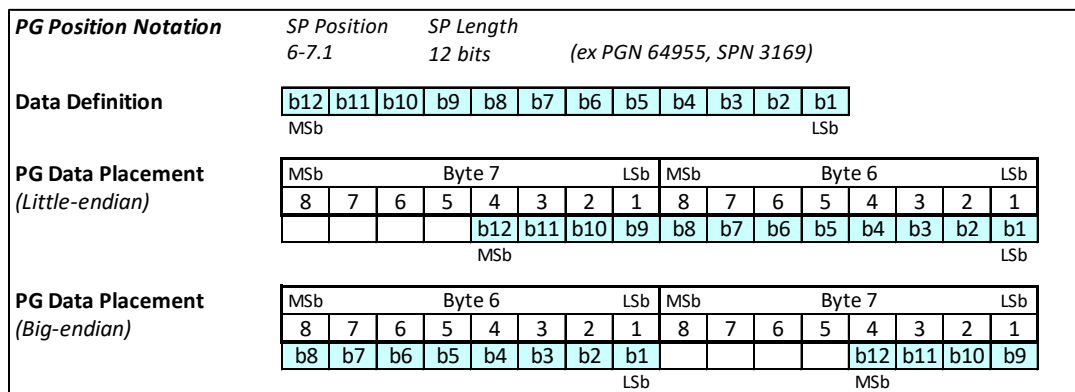 PG Position Notation SP Position SP Length
6-7.1 12 bits (ex PGN 64955, SPN 3169)
Data Definition b12 b11 b10 b9 b8 b7 b6 b5 b4 b3 b2 b1
MSb LSb
PG Data Placement MSb Byte 7 LSb MSb Byte 6 LSb
(Little-endian) 8 7 6 5 4 3 2 1 8 7 6 5 4 3 2 1
b12 b11 b10 b9 b8 b7 b6 b5 b4 b3 b2 b1
MSb LSb
PG Data Placement MSb Byte 6 LSb MSb Byte 7 LSb
(Big-endian) 8 7 6 5 4 3 2 1 8 7 6 5 4 3 2 1
b8 b7 b6 b5 b4 b3 b2 b1 b12 b11 b10 b9
LSb MSb